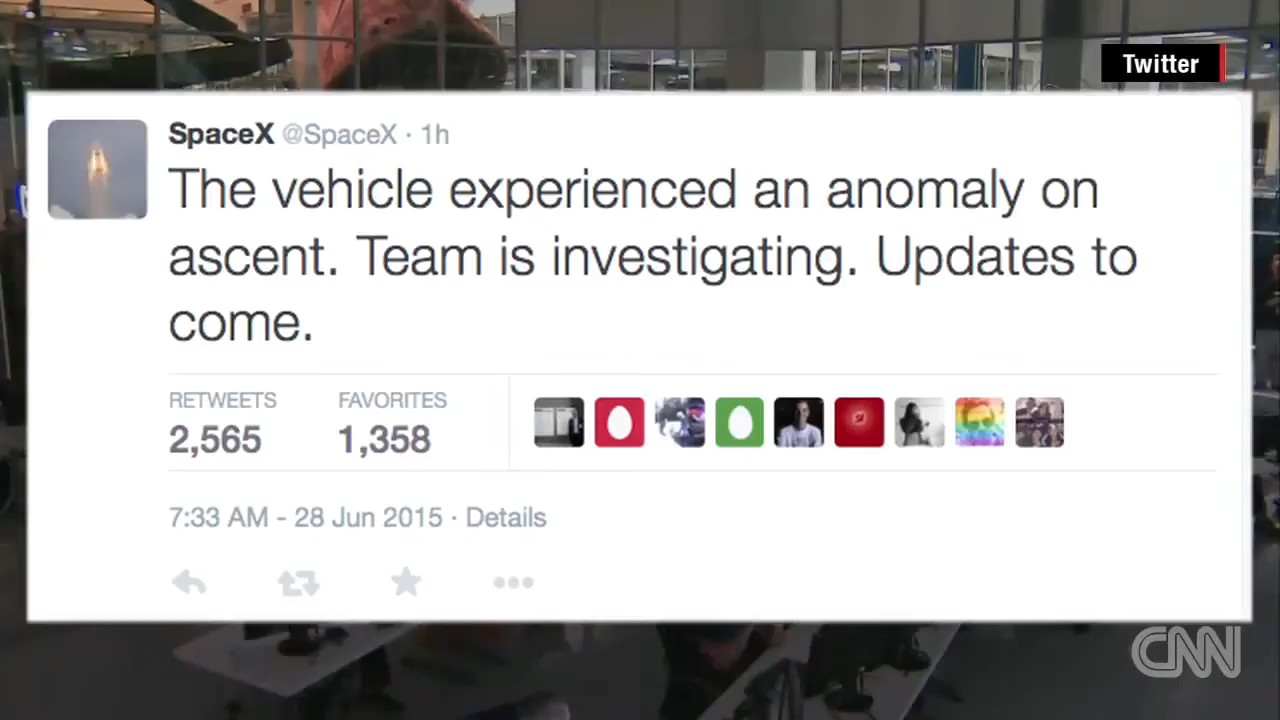 Twitter
SpaceX @SpaceX · 1h
The vehicle experienced an anomaly on
ascent. Team is investigating. Updates to
come.
RETWEETS FAVORITES
2,565 1,358
7:33 AM - 28 Jun 2015 · Details
CNN